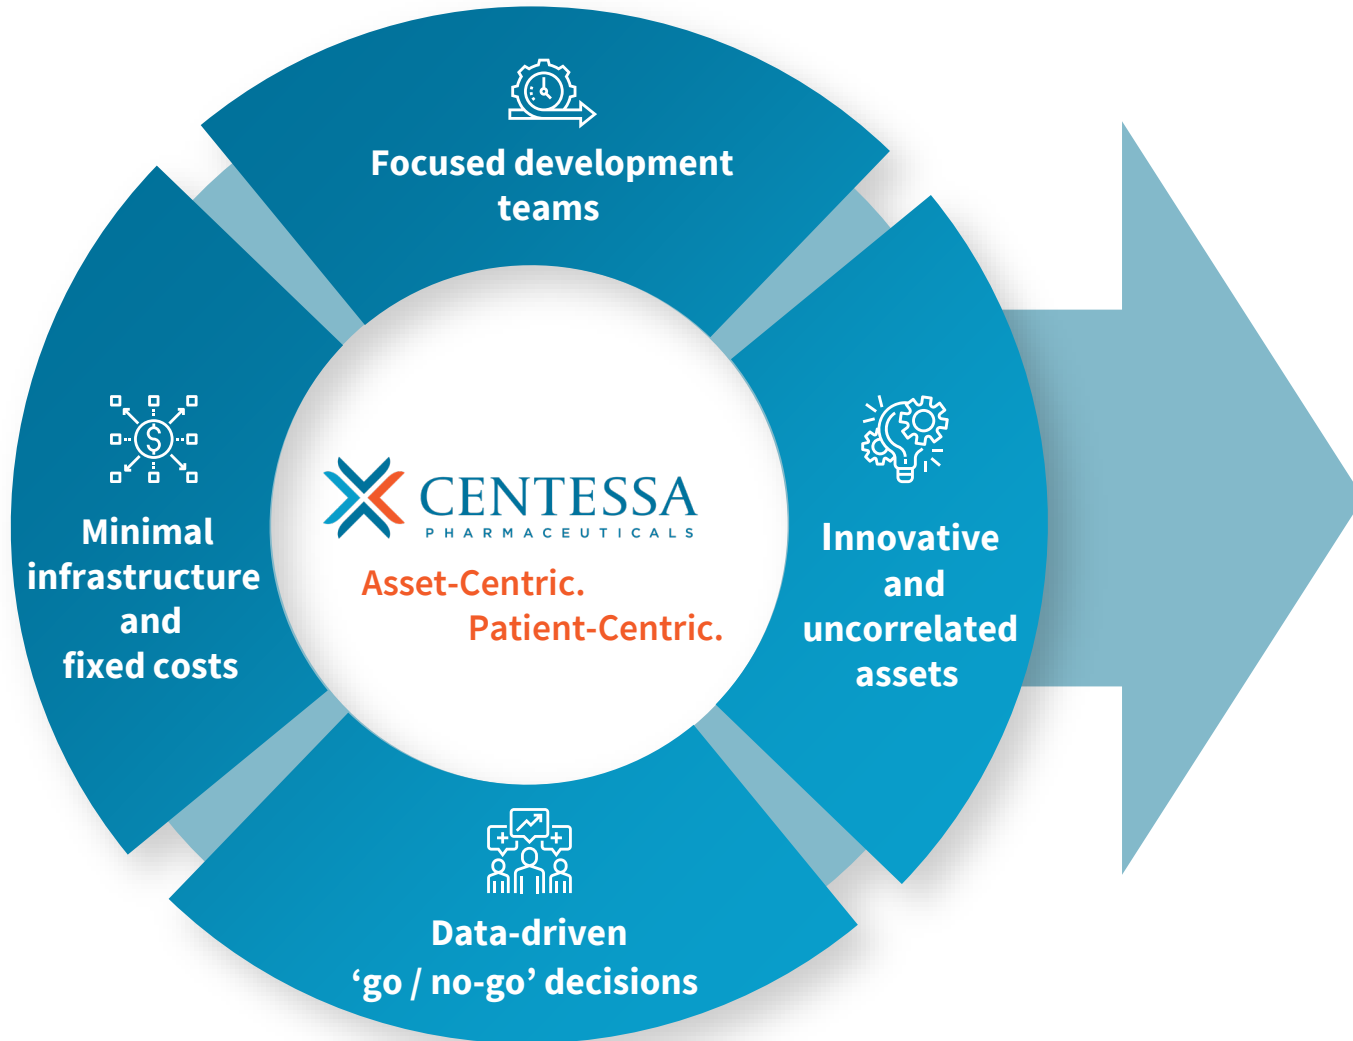 Focused development
teams
Minimal
infrastructure
and
fixed costs
CENTESSA
PHARMACEUTICALS
Asset-Centric.
Patient-Centric.
Innovative
and
uncorrelated
assets
Data-driven
‘go / no-go’ decisions